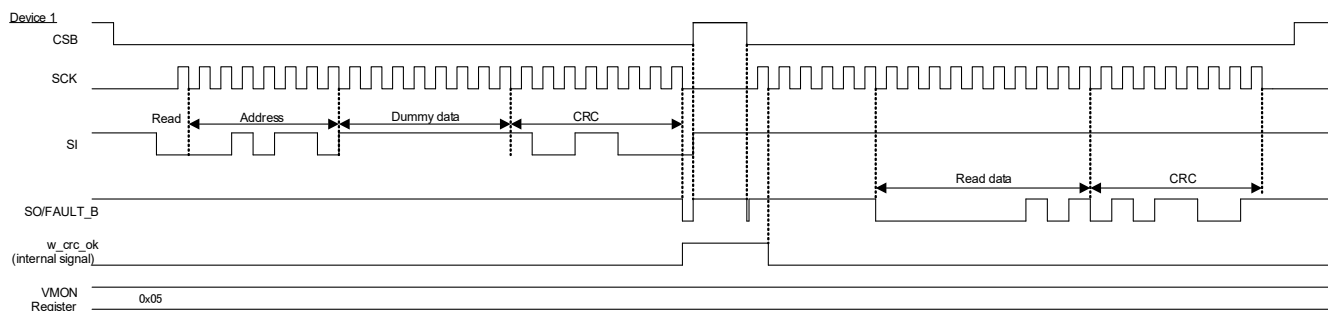 Device 1
CSB
SCK
Read Address Dummy data CRC
SI
Read data CRC
SO/FAULT_B
w_crc_ok
(internal signal)
VMON
Register
0x05